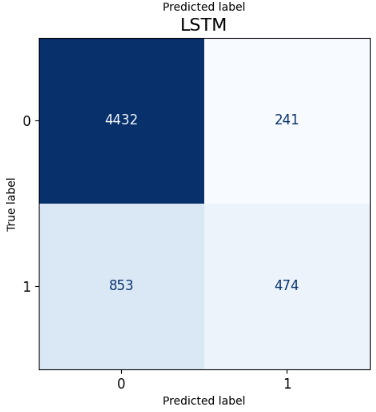 Predicted label
LSTM
0
4432
241
True label
1
853
474
0
1
Predicted label